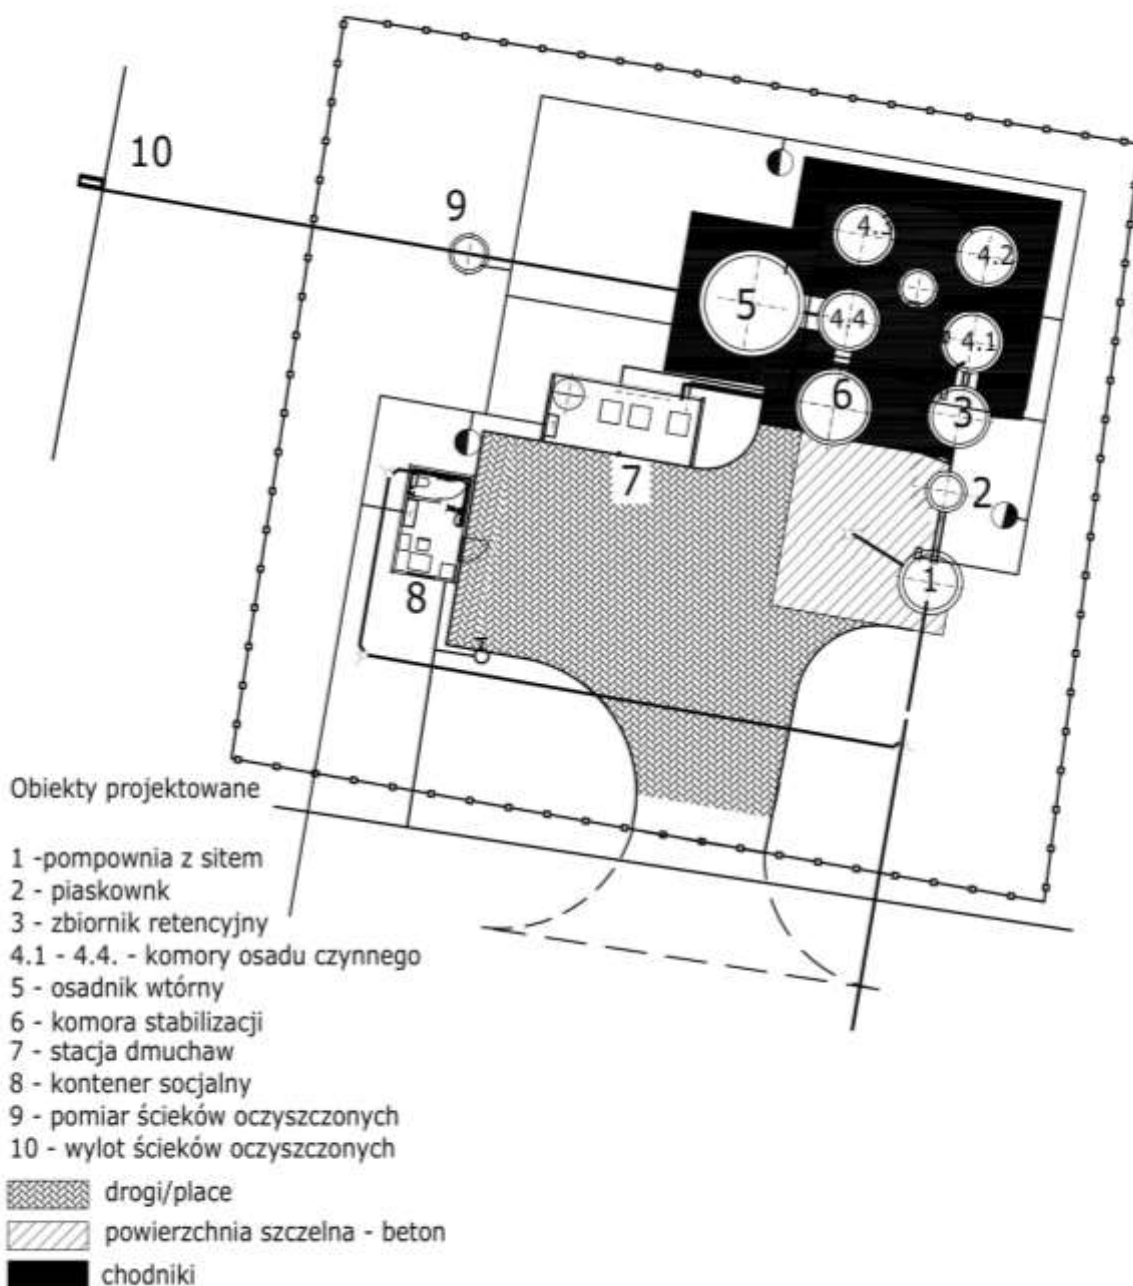 10
9
4.3
4.2
5
4.4
4.1
6
3
7
2
8
1
Obiekty projektowane
1 -pompownia z sitem
2 - piaskownk
3 - zbiornik retencyjny
4.1 - 4.4. - komory osadu czynnego
5 - osadnik wtórny
6 - komora stabilizacji
7 - stacja dmuchaw
8 - kontener socjalny
9 - pomiar ścieków oczyszczonych
10 - wylot ścieków oczyszczonych
drogi/place
powierzchnia szczelna - beton
chodniki